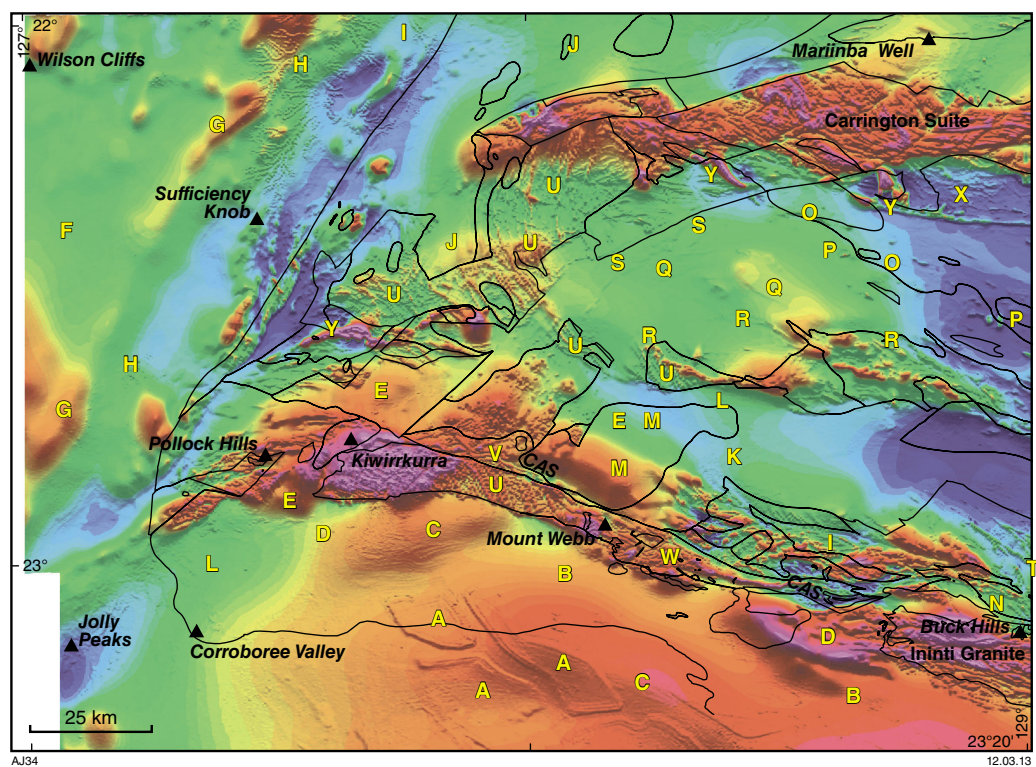 22°
127°
Wilson Cliffs
I
J
Mariinba Well
H
G
Carrington Suite
Sufficiency
Knob
U
Y
Y
X
F
S
O
J
U
S
Q
P
O
U
Q
Y
R
R
R
P
U
H
U
E
L
G
E
M
Pollock Hills
Kiwirrkurra
V
CAS
M
K
E
U
D
C
Mount Webb
W
I
23°
L
B
CAS
T
N
A
Jolly
Peaks
Corroboree Valley
D
Buck Hills
Ininti Granite
A
A
C
B
25 km
23°20'
129°
AJ34
12.03.13